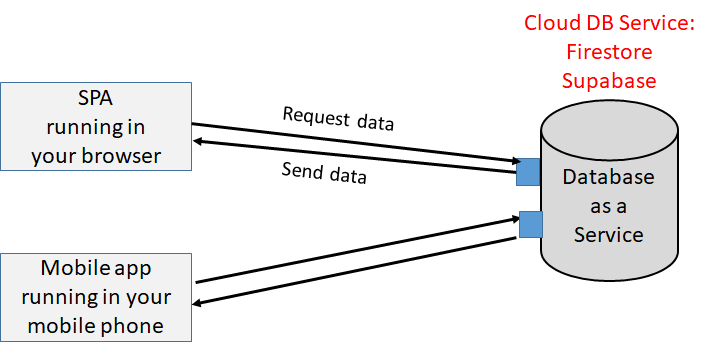 Cloud DB Service:
Firestore
Supabase
SPA
running in
your browser
Request data
Send data
Database
as a
Service
Mobile app
running in your
mobile phone